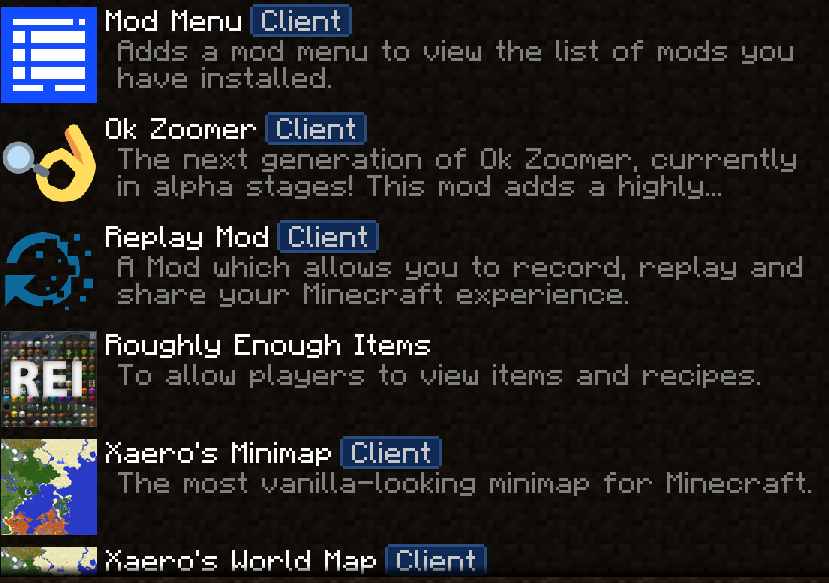 Mod Menu Client
Adds a mod menu to view the list of mods you
have installed.
Ok Zoomer Client
The next generation of Ok Zoomer, currently
in alpha stages! This mod adds a highly...
Replay Mod Client
A Mod which allows you to record, replay and
share your Minecraft experience.
Roughly Enough Items
REI
To allow players to view items and recipes.
Xaero's Minimap Client
The most vanilla-looking minimap for Minecraft.
Xaero's World Map Client